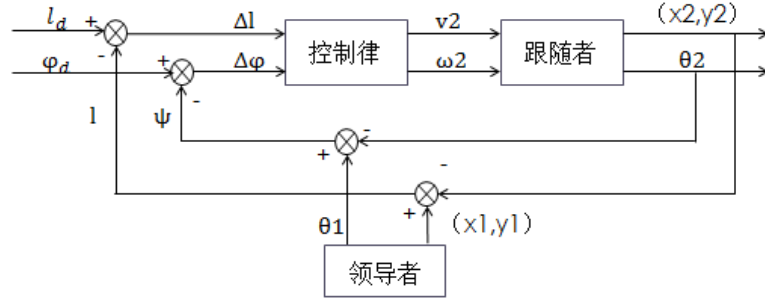 l_d + Δl 控制律 v2 跟随者 (x2,y2)
-
φ_d + Δφ ω2 θ2
-
l ψ
-
+
-
+
θ1 (x1,y1)
领导者